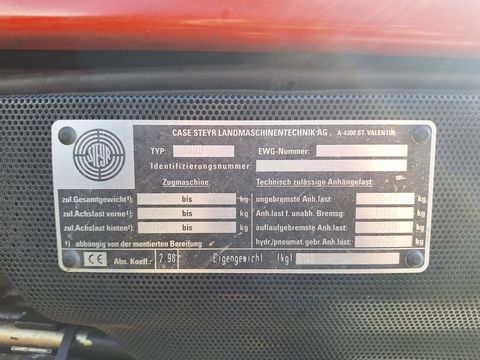 STEYR
CASE STEYR LANDMASCHINENTECHNIK AG, A-4300 ST. VALENTIN
TYP: EWG-Nummer:
Identifizierungsnummer:
Zugmaschine: Technisch zulässige Anhängelast:
zul.Gesamtgewicht¹): bis kg ungebremste Anh.last: kg
zul.Achslast vorne¹): bis kg Anh.last f. unabh. Bremsg: kg
zul.Achslast hinten¹): bis kg auflaufgebremste Anh.last: kg
¹) abhängig von der montierten Bereifung hydr./pneumat.gebr.Anh.last: kg
CE Abs. Koeff.: 2.98 Eigengewicht (kg)